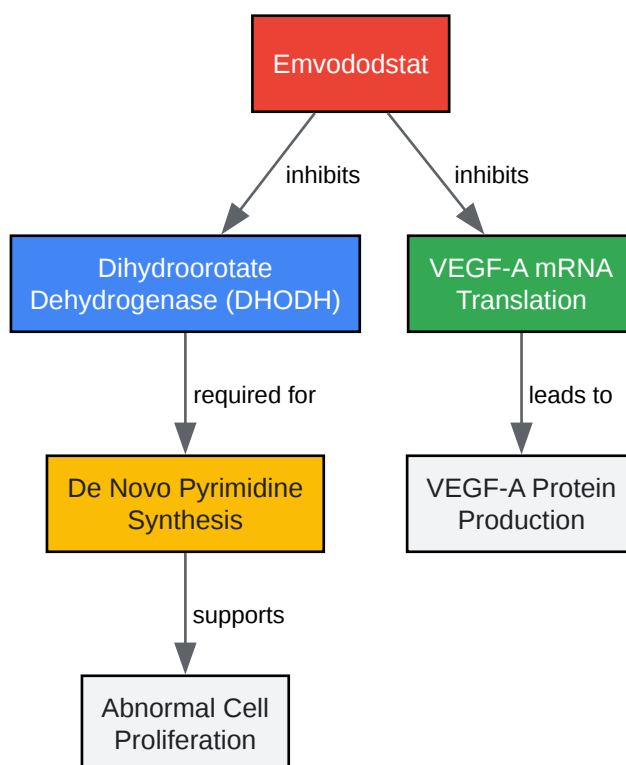 Emvododstat
inhibits
inhibits
Dihydroorotate
Dehydrogenase (DHODH)
VEGF-A mRNA
Translation
required for
leads to
De Novo Pyrimidine
Synthesis
VEGF-A Protein
Production
supports
Abnormal Cell
Proliferation